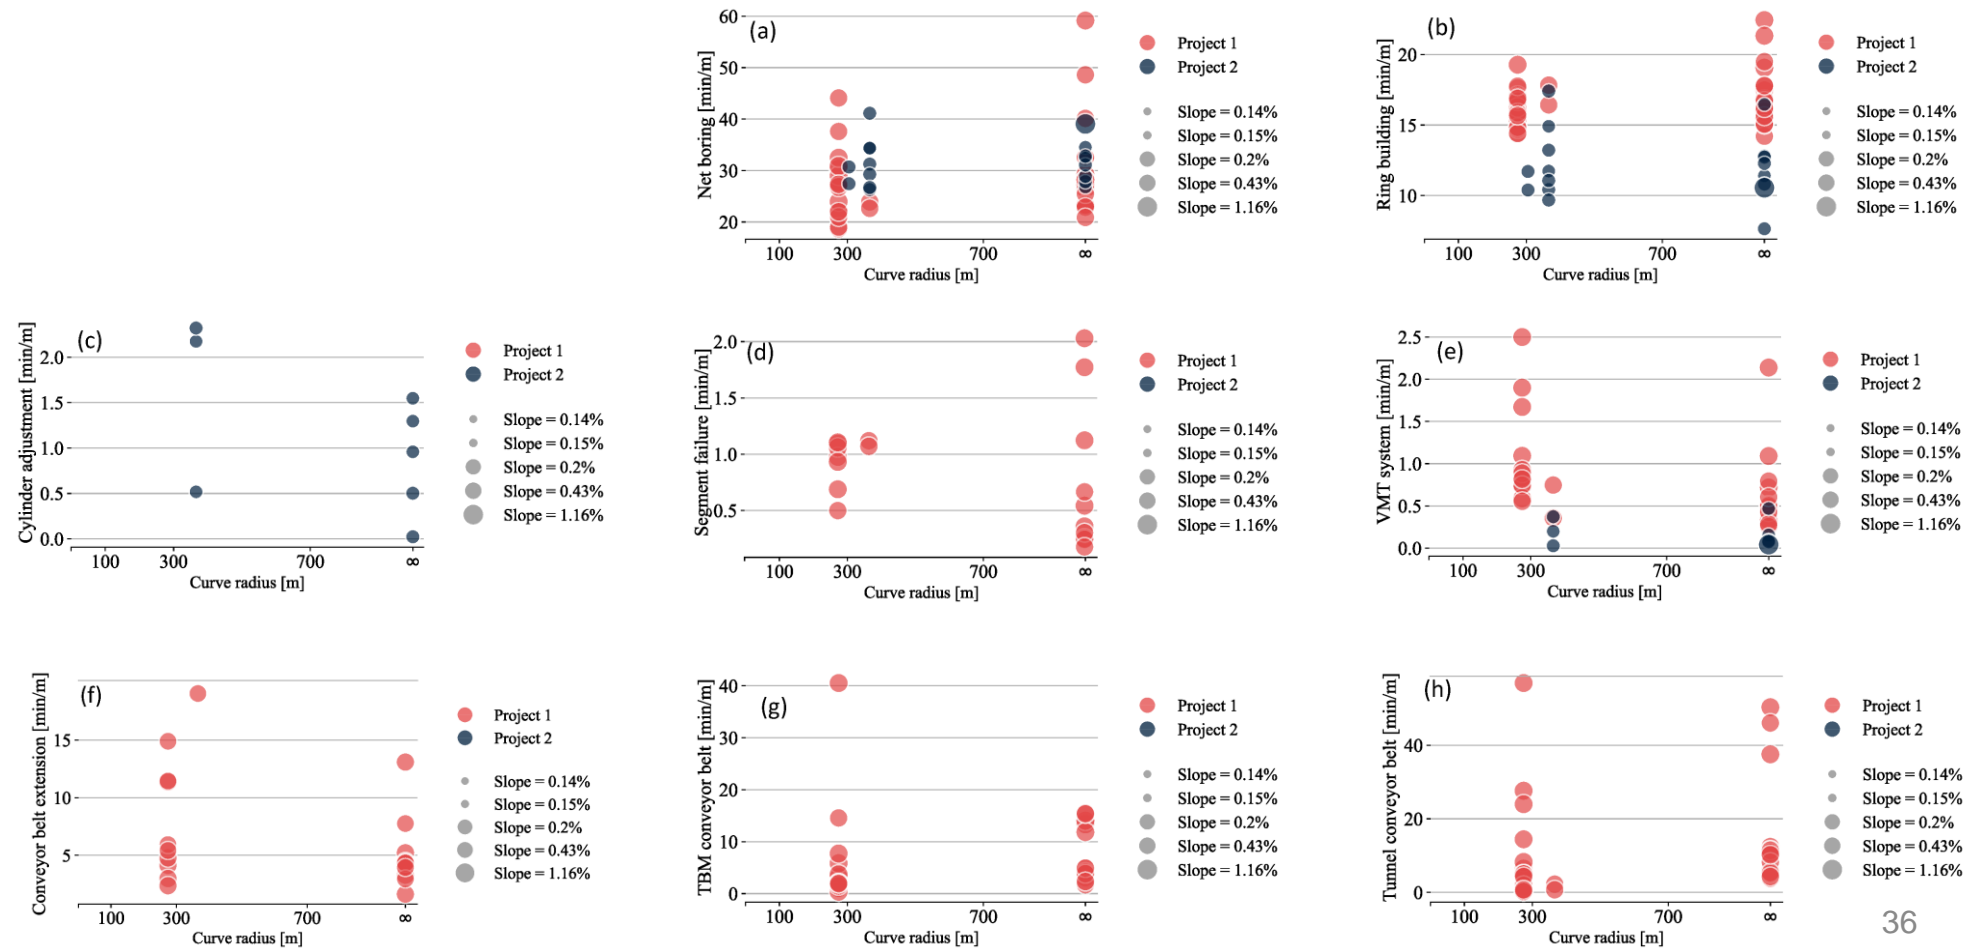 (a)
Net boring [min/m]
60
50
40
30
20
100 300 700 ∞
Curve radius [m]
Project 1
Project 2
Slope = 0.14%
Slope = 0.15%
Slope = 0.2%
Slope = 0.43%
Slope = 1.16%
(b)
Ring building [min/m]
20
15
10
100 300 700 ∞
Curve radius [m]
Project 1
Project 2
Slope = 0.14%
Slope = 0.15%
Slope = 0.2%
Slope = 0.43%
Slope = 1.16%
(c)
Cylinder adjustment [min/m]
2.0
1.5
1.0
0.5
0.0
100 300 700 ∞
Curve radius [m]
Project 1
Project 2
Slope = 0.14%
Slope = 0.15%
Slope = 0.2%
Slope = 0.43%
Slope = 1.16%
(d)
Segment failure [min/m]
2.0
1.5
1.0
0.5
100 300 700 ∞
Curve radius [m]
Project 1
Project 2
Slope = 0.14%
Slope = 0.15%
Slope = 0.2%
Slope = 0.43%
Slope = 1.16%
(e)
VMT system [min/m]
2.5
2.0
1.5
1.0
0.5
0.0
100 300 700 ∞
Curve radius [m]
Project 1
Project 2
Slope = 0.14%
Slope = 0.15%
Slope = 0.2%
Slope = 0.43%
Slope = 1.16%
(f)
Conveyor belt extension [min/m]
15
10
5
100 300 700 ∞
Curve radius [m]
Project 1
Project 2
Slope = 0.14%
Slope = 0.15%
Slope = 0.2%
Slope = 0.43%
Slope = 1.16%
(g)
TBM conveyor belt [min/m]
40
30
20
10
0
100 300 700 ∞
Curve radius [m]
Project 1
Project 2
Slope = 0.14%
Slope = 0.15%
Slope = 0.2%
Slope = 0.43%
Slope = 1.16%
(h)
Tunnel conveyor belt [min/m]
40
20
0
100 300 700 ∞
Curve radius [m]
Project 1
Project 2
Slope = 0.14%
Slope = 0.15%
Slope = 0.2%
Slope = 0.43%
Slope = 1.16%
36